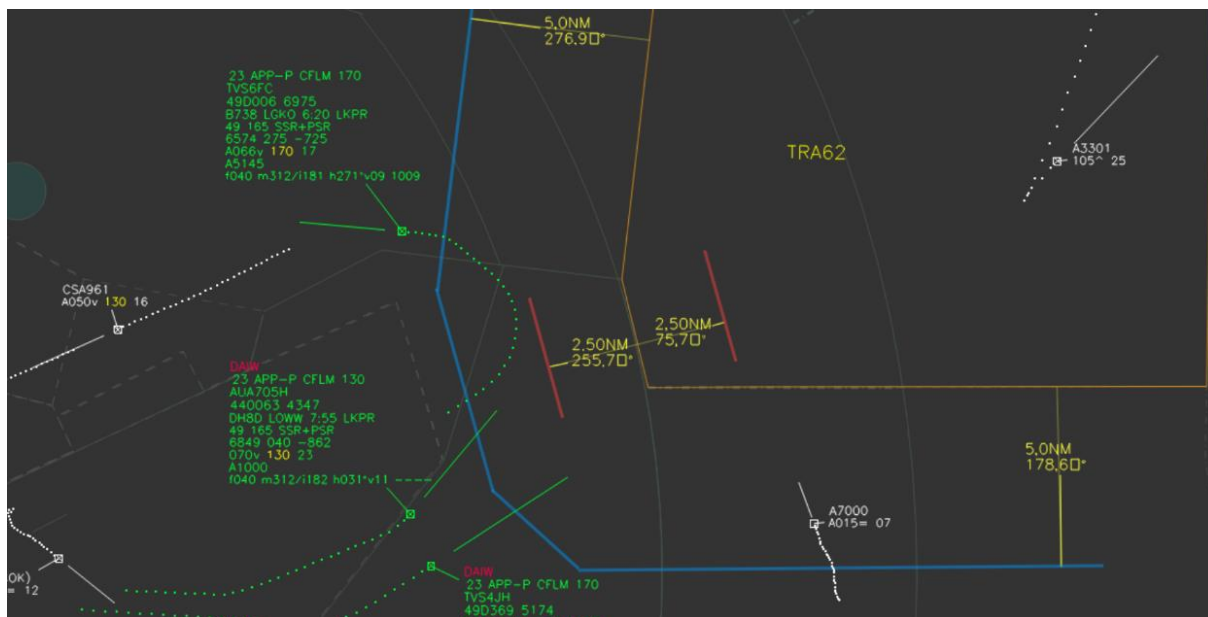 5,0NM
276,9▯°
23 APP-P CFLM 170
TVS6FC
49D006 6975
B738 LGKO 6:20 LKPR
49 165 SSR+PSR
6574 275 -725
A066v 170 17
A5145
f040 m312/i181 h271°v09 1009
TRA62
A3301
105^ 25
CSA961
A050v 130 16
2,50NM
255,7▯°
2,50NM
75,7▯°
DAIW
23 APP-P CFLM 130
AUA705H
440063 4347
DH8D LOWW 7:55 LKPR
49 165 SSR+PSR
6849 040 -862
070v 130 23
A1000
f040 m312/i182 h031°v11 ----
5,0NM
178,6▯°
A7000
A015= 07
OK)
= 12
DAIW
23 APP-P CFLM 170
TVS4JH
49D369 5174